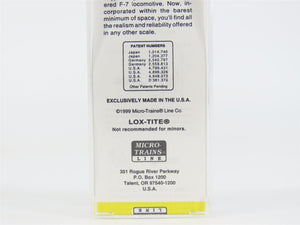 ered F-7 locomotive. Now, in-
corporated within the barest
minimum of space, you'll find all
the realism and reliability offered
in any other scale.
PATENT NUMBERS
Japan
Japan
Germany
Germany
U.S.A.
U.S.A.
U.S.A.
U.S.A.
Other Patents Pending
EXCLUSIVELY MADE IN THE U.S.A.
©1999 Micro-Trains® Line Co.
LOX-TITE®
Not recommended for minors.
MICRO-
TRAINS
LINE
351 Rogue River Parkway
P.O. Box 1200
Talent, OR 97540-1200
U.S.A.
LINE